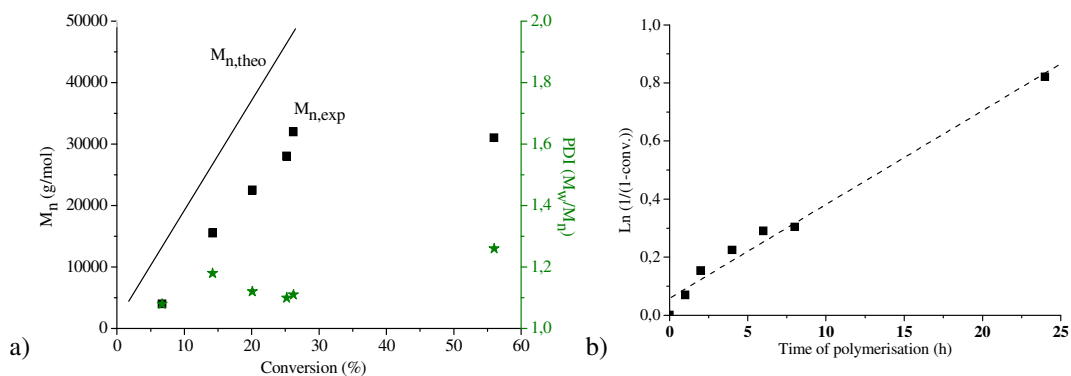 50000
40000
30000
20000
10000
0
0 10 20 30 40 50 60
Conversion (%)
M_n (g/mol)
M_n,theo
M_n,exp
2,0
1,8
1,6
1,4
1,2
1,0
PDI (M_w/M_n)
a)
1,0
0,8
0,6
0,4
0,2
0,0
0 5 10 15 20 25
Time of polymerisation (h)
Ln (1/(1-conv.))
b)